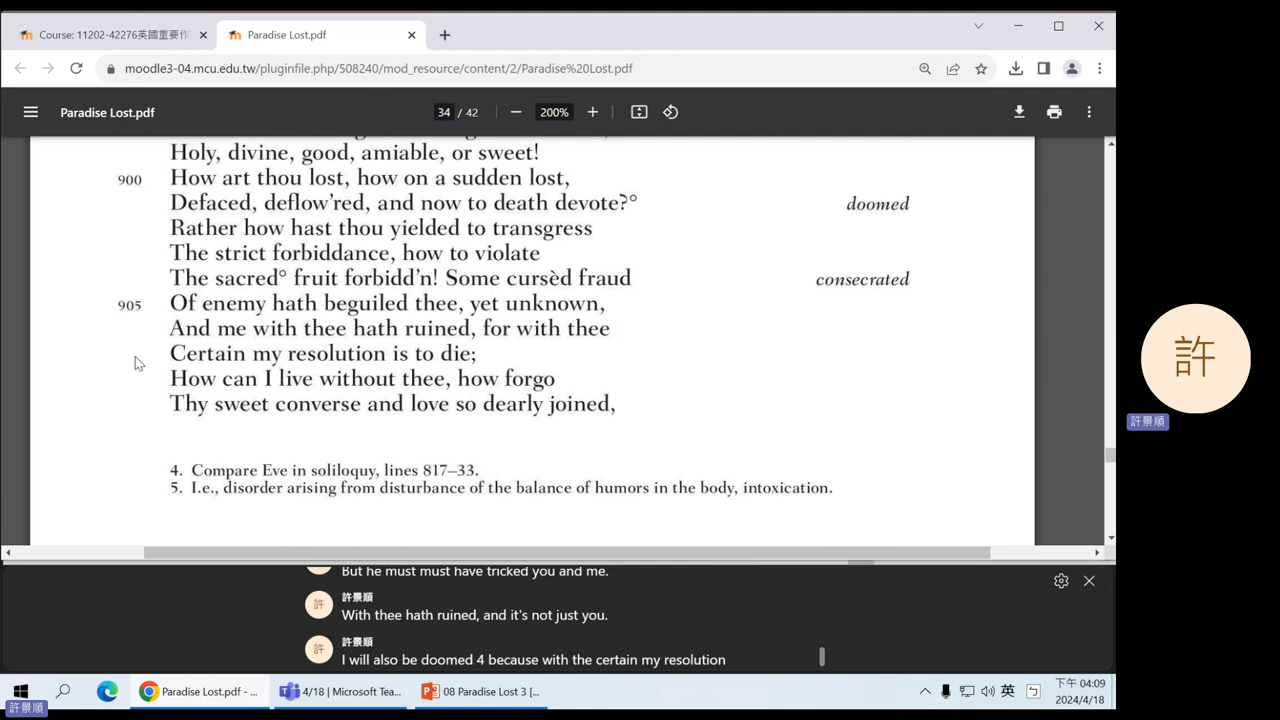 Course: 11202-42276英國重要作
Paradise Lost.pdf
moodle3-04.mcu.edu.tw/pluginfile.php/508240/mod_resource/content/2/Paradise%20Lost.pdf
Paradise Lost.pdf
34 / 42
200%
Holy, divine, good, amiable, or sweet!
900 How art thou lost, how on a sudden lost,
Defaced, deflow'red, and now to death devote?° doomed
Rather how hast thou yielded to transgress
The strict forbiddance, how to violate
The sacred° fruit forbidd'n! Some cursèd fraud consecrated
905 Of enemy hath beguiled thee, yet unknown,
And me with thee hath ruined, for with thee
Certain my resolution is to die;
How can I live without thee, how forgo
Thy sweet converse and love so dearly joined,
4. Compare Eve in soliloquy, lines 817–33.
5. I.e., disorder arising from disturbance of the balance of humors in the body, intoxication.
許
許景順
But he must must have tricked you and me.
許景順
許
With thee hath ruined, and it's not just you.
許景順
許
I will also be doomed 4 because with the certain my resolution
Paradise Lost.pdf - ...
4/18 | Microsoft Tea...
08 Paradise Lost 3 [...
英
下午 04:09
2024/4/18
許景順